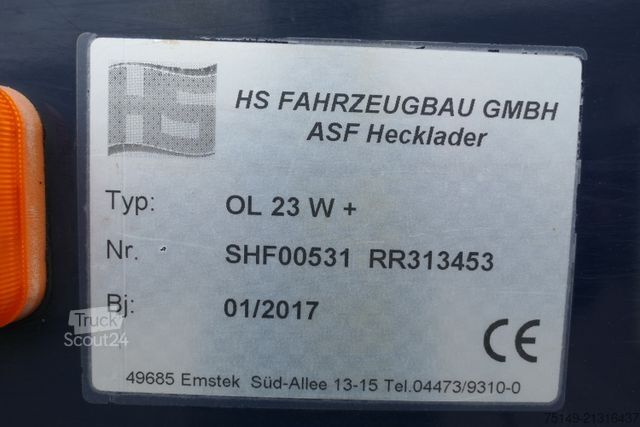 HS
HS FAHRZEUGBAU GMBH
ASF Hecklader
Typ: OL 23 W +
Nr. SHF00531 RR313453
Bj: 01/2017
CE
49685 Emstek Süd-Allee 13-15 Tel.04473/9310-0
Truck
Scout24
75149-21316437